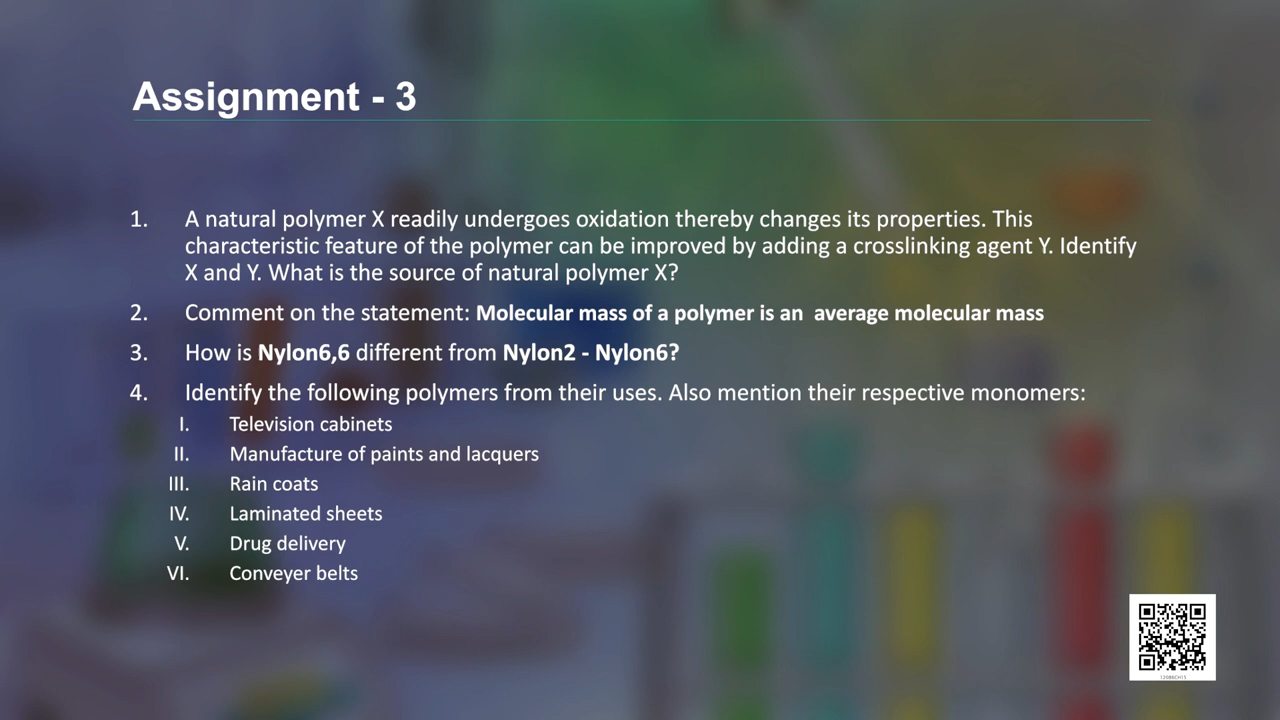 Assignment - 3
1. A natural polymer X readily undergoes oxidation thereby changes its properties. This
characteristic feature of the polymer can be improved by adding a crosslinking agent Y. Identify
X and Y. What is the source of natural polymer X?
2. Comment on the statement: Molecular mass of a polymer is an average molecular mass
3. How is Nylon6,6 different from Nylon2 - Nylon6?
4. Identify the following polymers from their uses. Also mention their respective monomers:
I. Television cabinets
II. Manufacture of paints and lacquers
III. Rain coats
IV. Laminated sheets
V. Drug delivery
VI. Conveyer belts